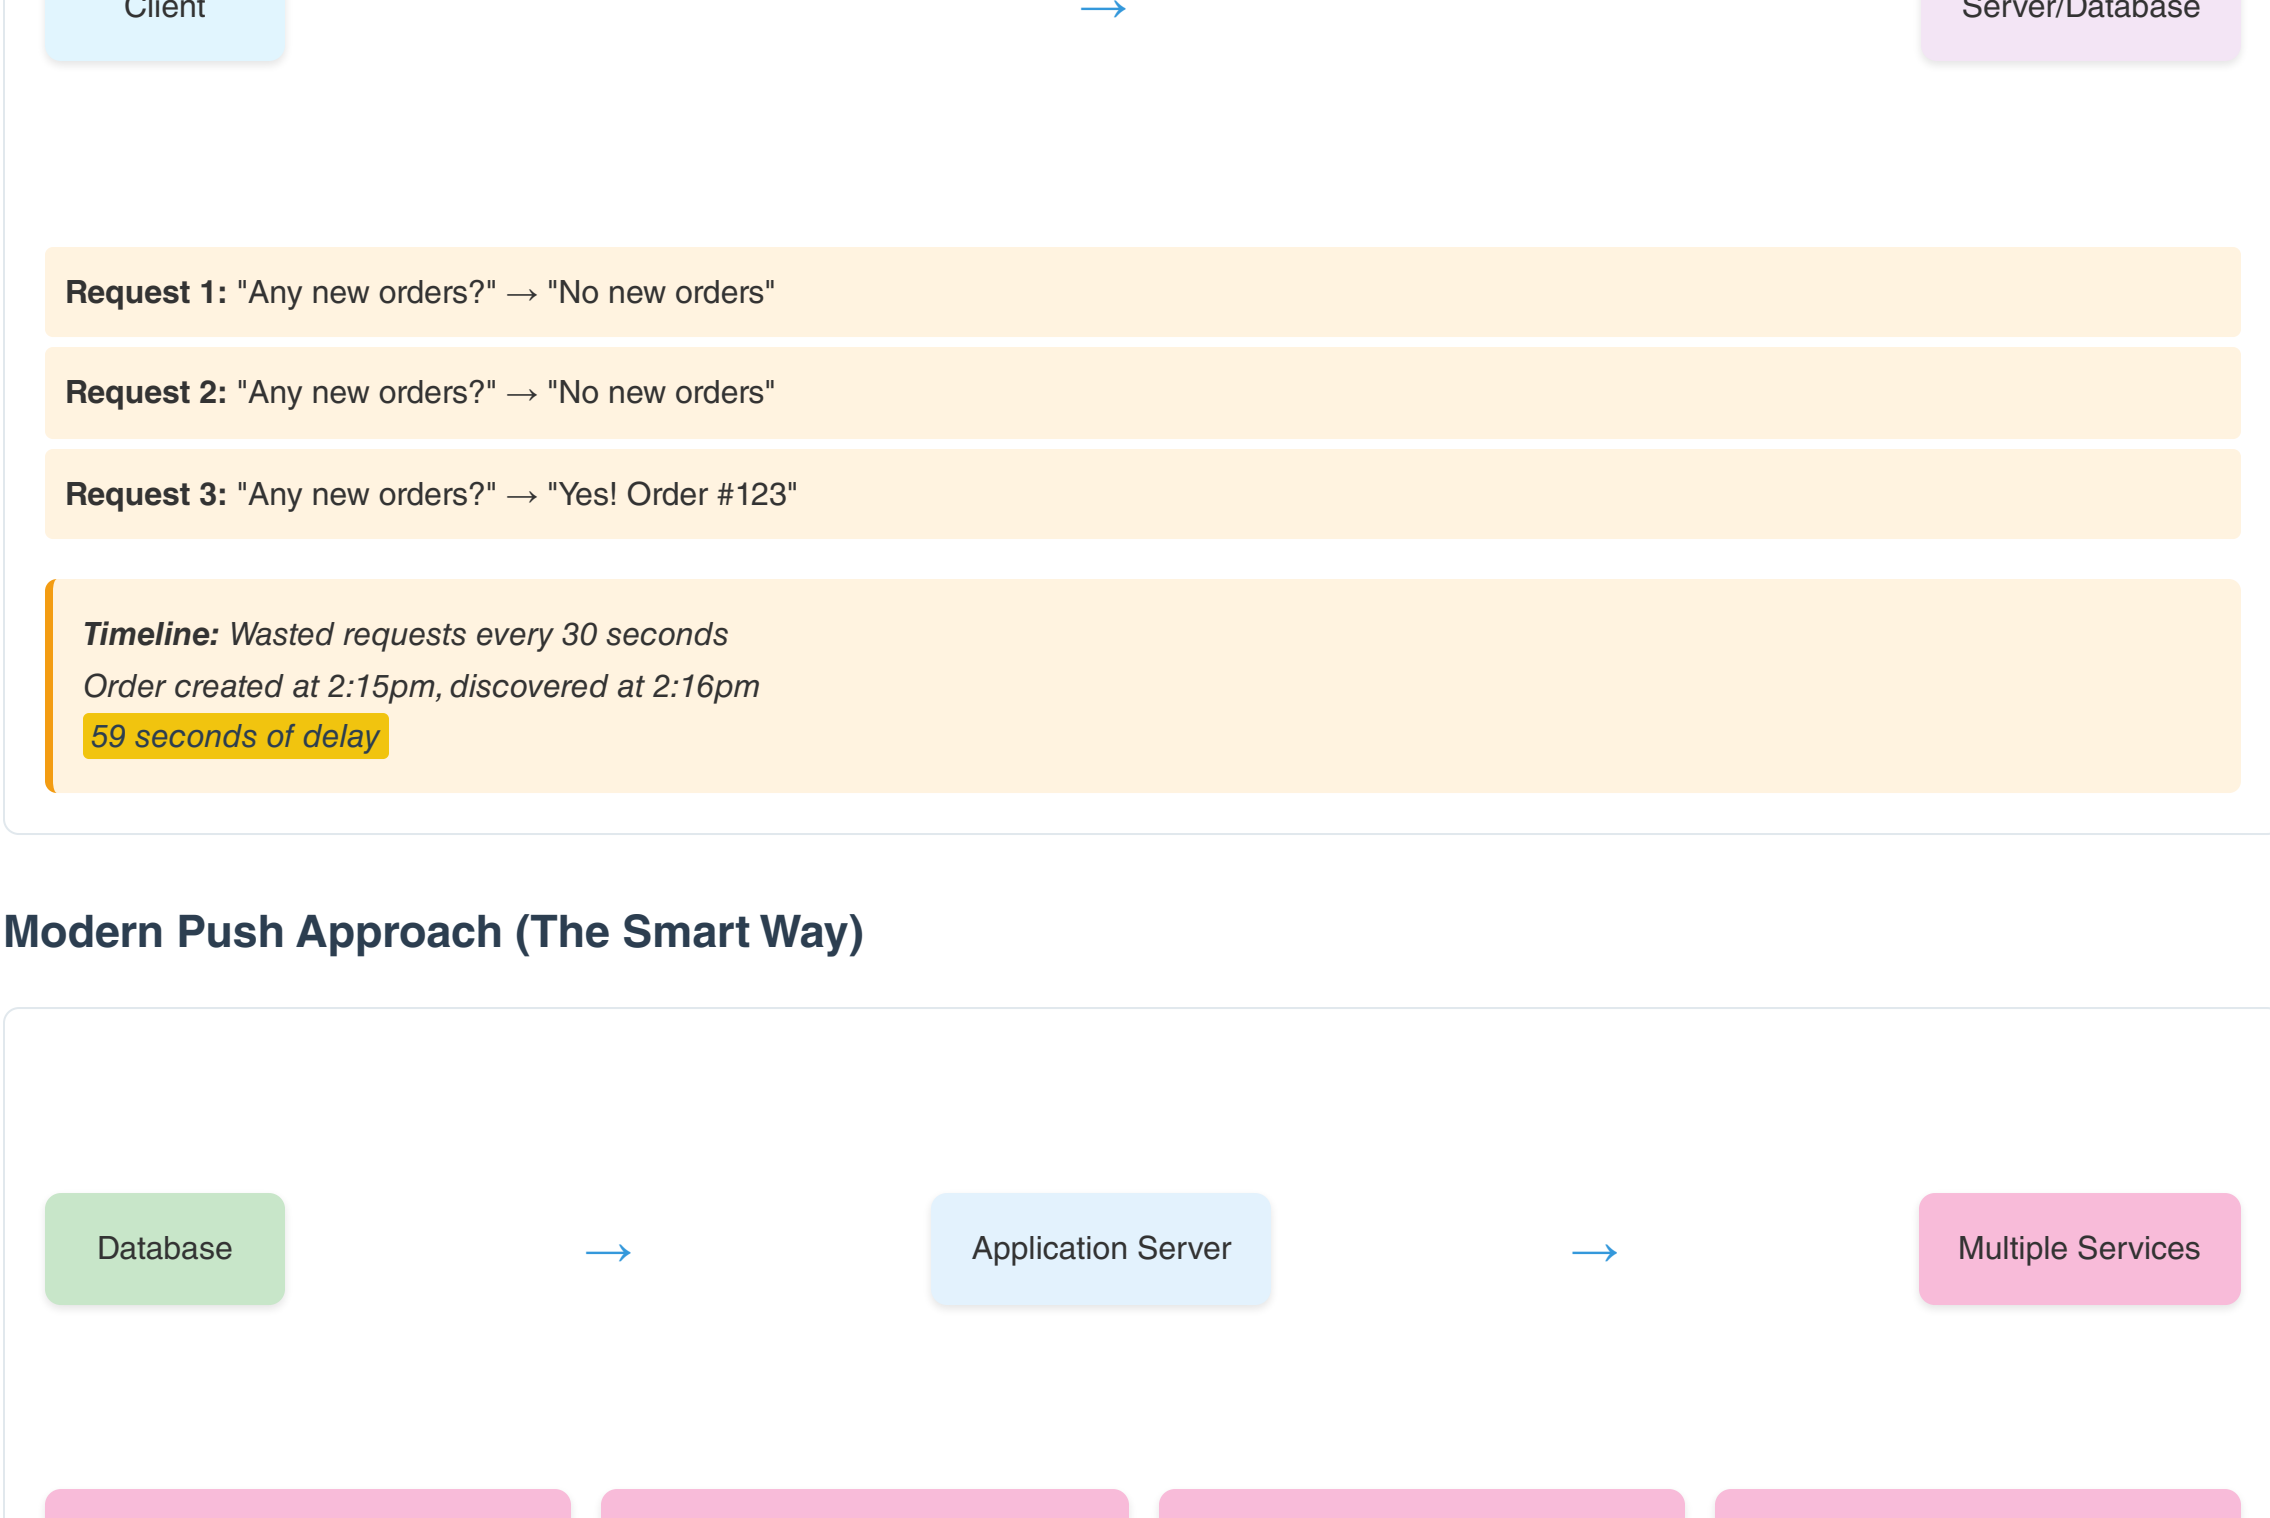 Client → Server/Database
Request 1: "Any new orders?" → "No new orders"
Request 2: "Any new orders?" → "No new orders"
Request 3: "Any new orders?" → "Yes! Order #123"
Timeline: Wasted requests every 30 seconds
Order created at 2:15pm, discovered at 2:16pm
59 seconds of delay
Modern Push Approach (The Smart Way)
Database → Application Server → Multiple Services